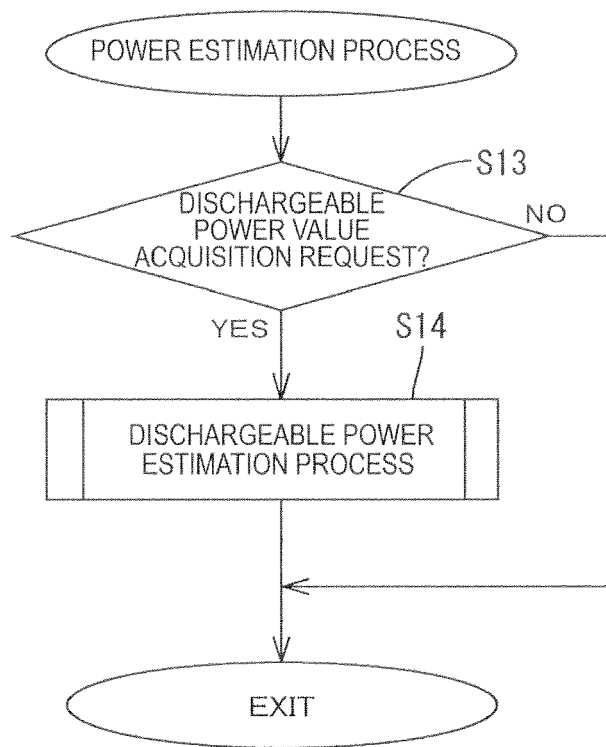 POWER ESTIMATION PROCESS
S13
DISCHARGEABLE
POWER VALUE
ACQUISITION REQUEST?
NO
YES
S14
DISCHARGEABLE POWER
ESTIMATION PROCESS
EXIT